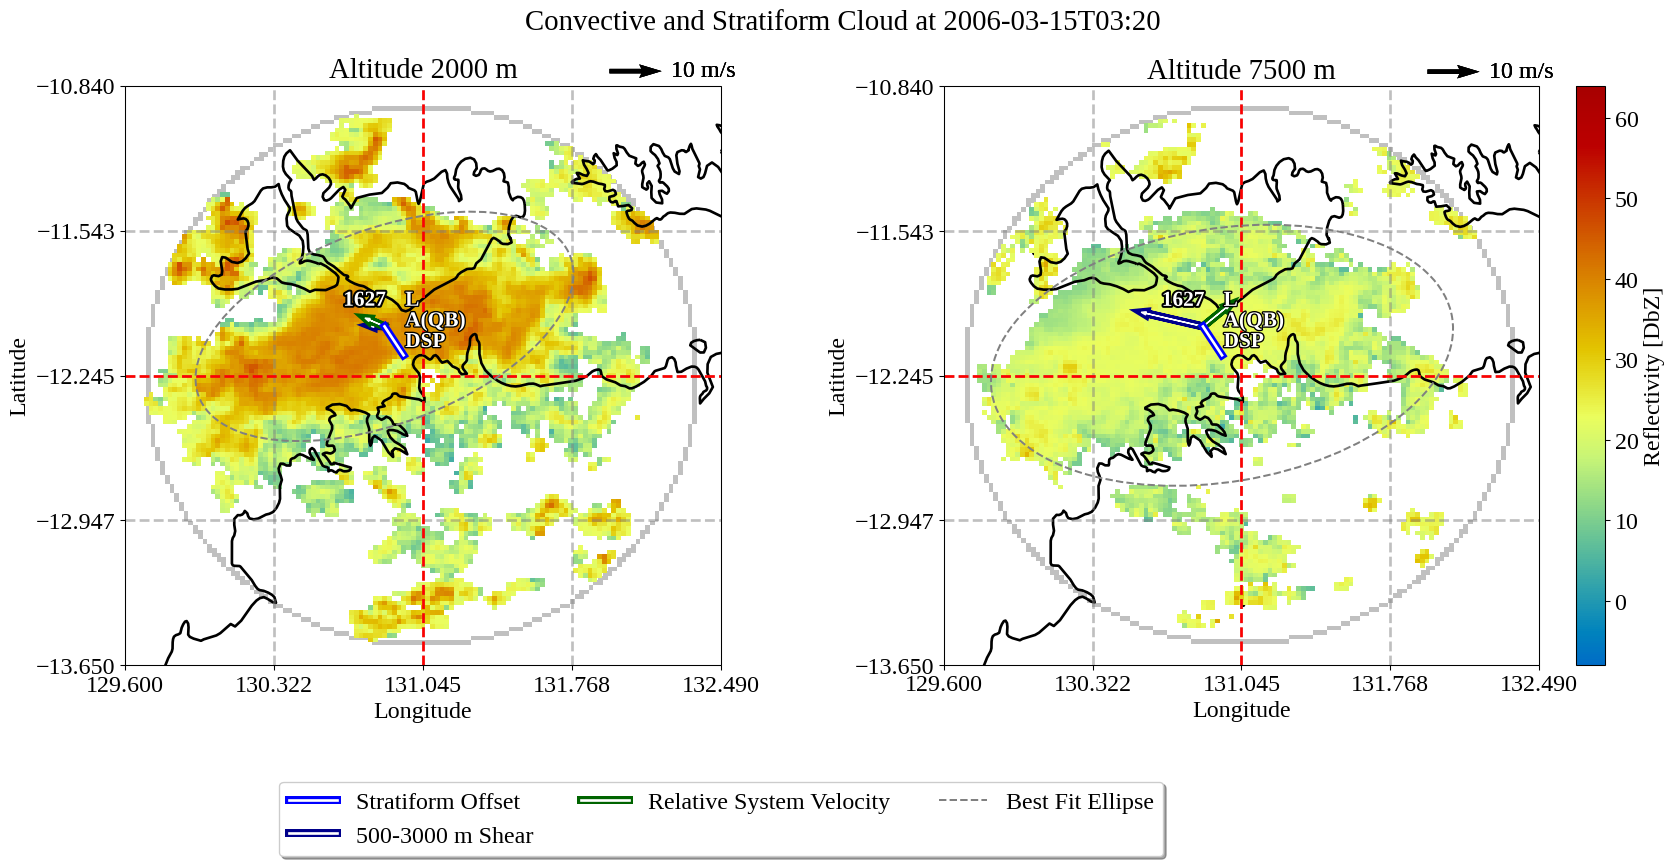 Convective and Stratiform Cloud at 2006-03-15T03:20
Altitude 2000 m
10 m/s
−10.840
−11.543
−12.245
−12.947
−13.650
Latitude
1627
L
A(QB)
DSP
129.600
130.322
131.045
131.768
132.490
Longitude
Altitude 7500 m
10 m/s
−10.840
−11.543
−12.245
−12.947
−13.650
Latitude
1627
L
A(QB)
DSP
129.600
130.322
131.045
131.768
132.490
Longitude
60
50
40
30
20
10
0
Reflectivity [DbZ]
Stratiform Offset
Relative System Velocity
Best Fit Ellipse
500-3000 m Shear